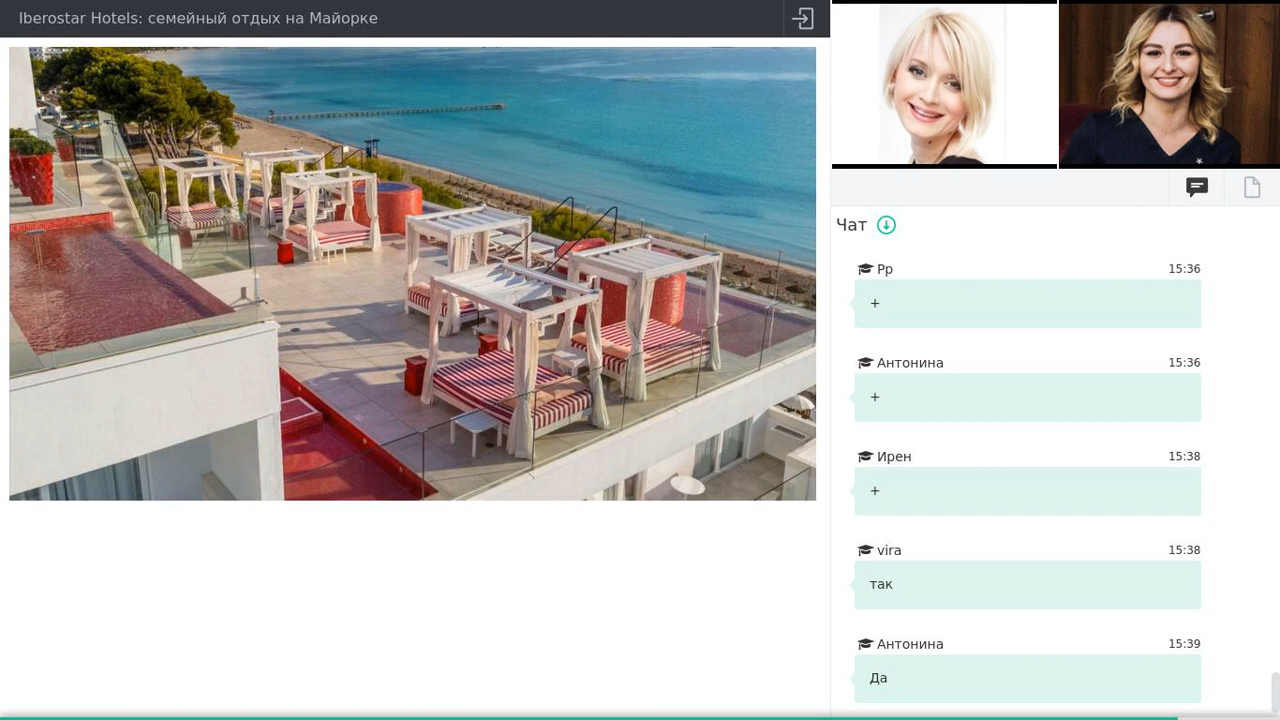 Iberostar Hotels: семейный отдых на Майорке
Чат
Pp 15:36
+
Антонина 15:36
+
Ирен 15:38
+
vira 15:38
так
Антонина 15:39
Да